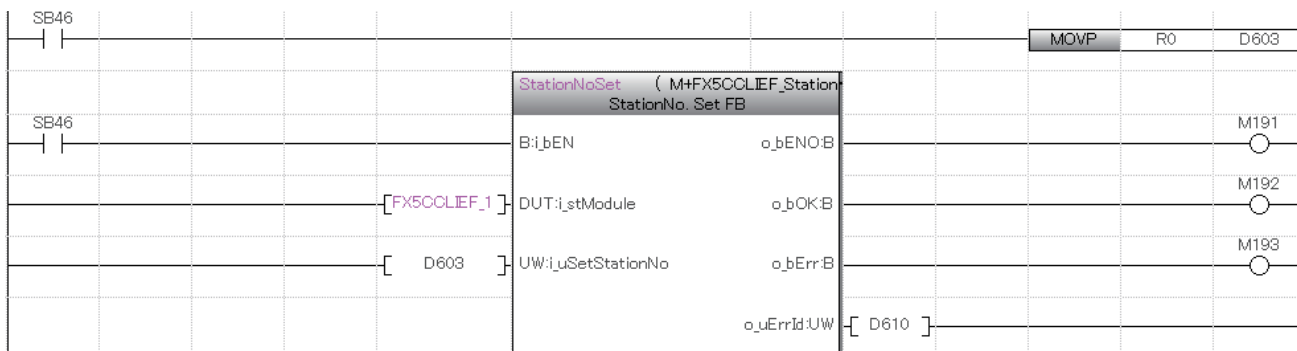 SB46
MOVP R0 D603
StationNoSet ( M+FX5CCLIEF_Station
StationNo. Set FB
SB46 M191
B:i_bEN o_bENO:B
M192
FX5CCLIEF_1 DUT:i_stModule o_bOK:B
M193
D603 UW:i_uSetStationNo o_bErr:B
o_uErrId:UW D610